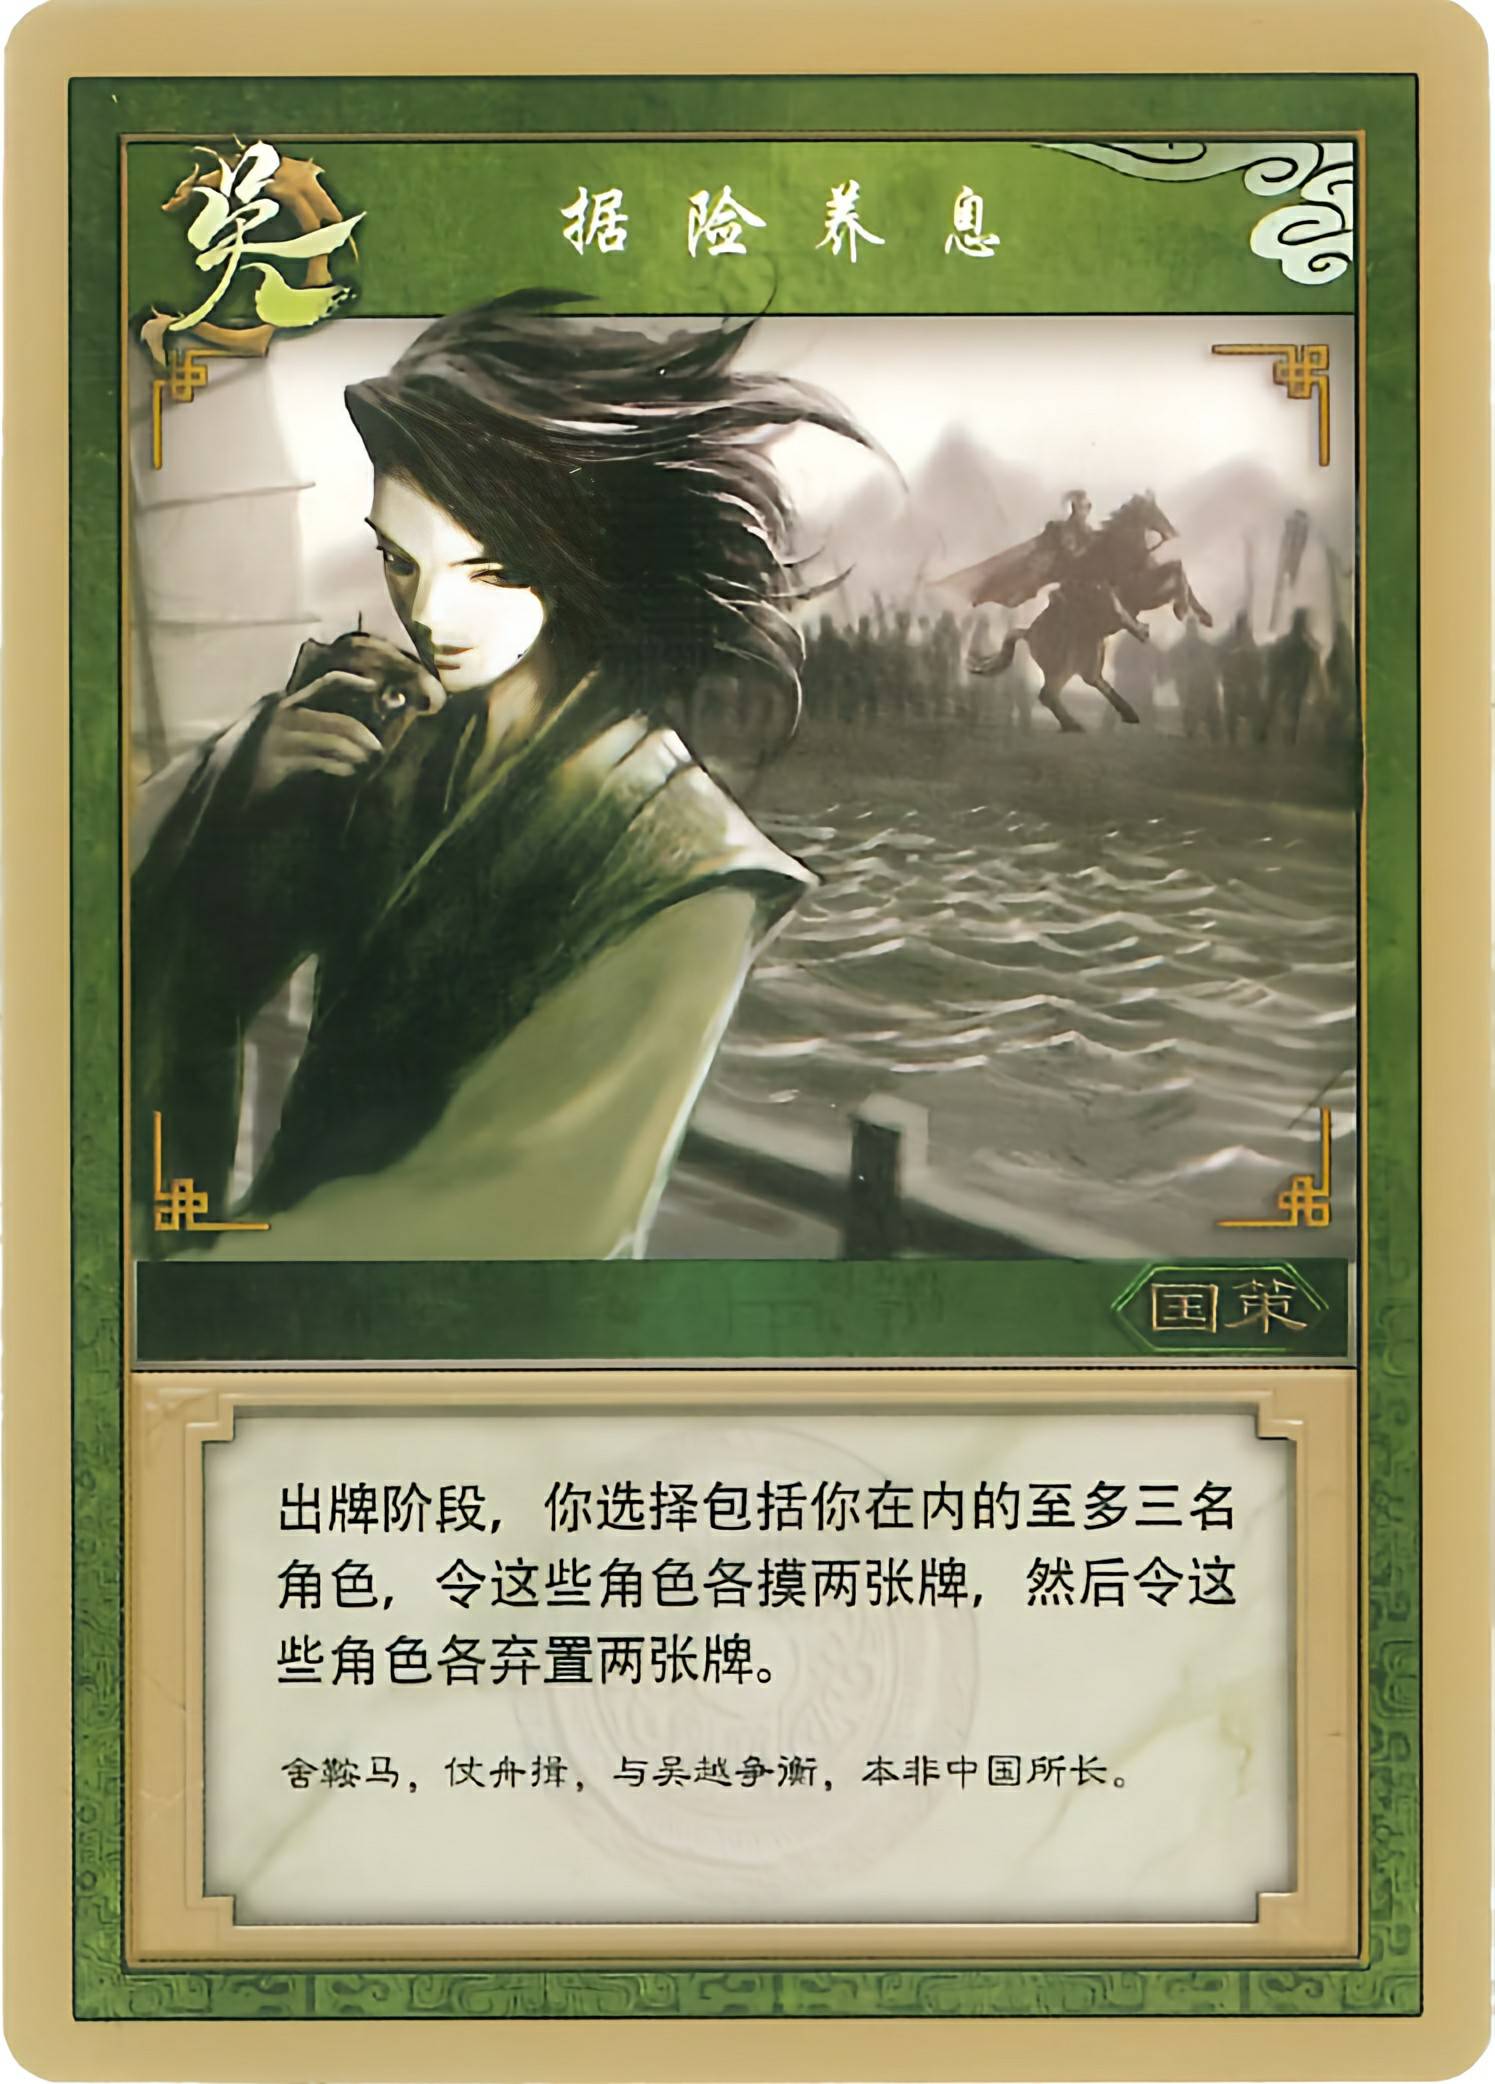 吴
据险养息
国策
出牌阶段，你选择包括你在内的至多三名
角色，令这些角色各摸两张牌，然后令这
些角色各弃置两张牌。
舍鞍马，仗舟揖，与吴越争衡，本非中国所长。